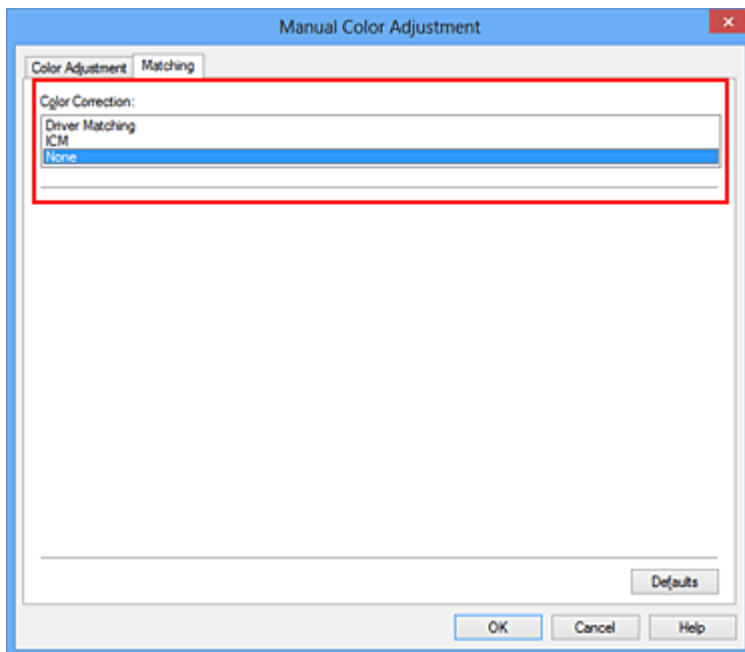 Manual Color Adjustment
Color Adjustment Matching
Color Correction:
Driver Matching
ICM
None
Defaults
OK Cancel Help